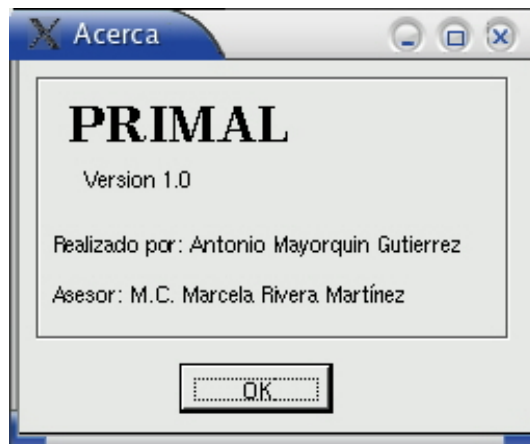 Acerca
PRIMAL
Version 1.0
Realizado por: Antonio Mayorquin Gutierrez
Asesor: M.C. Marcela Rivera Martínez
OK